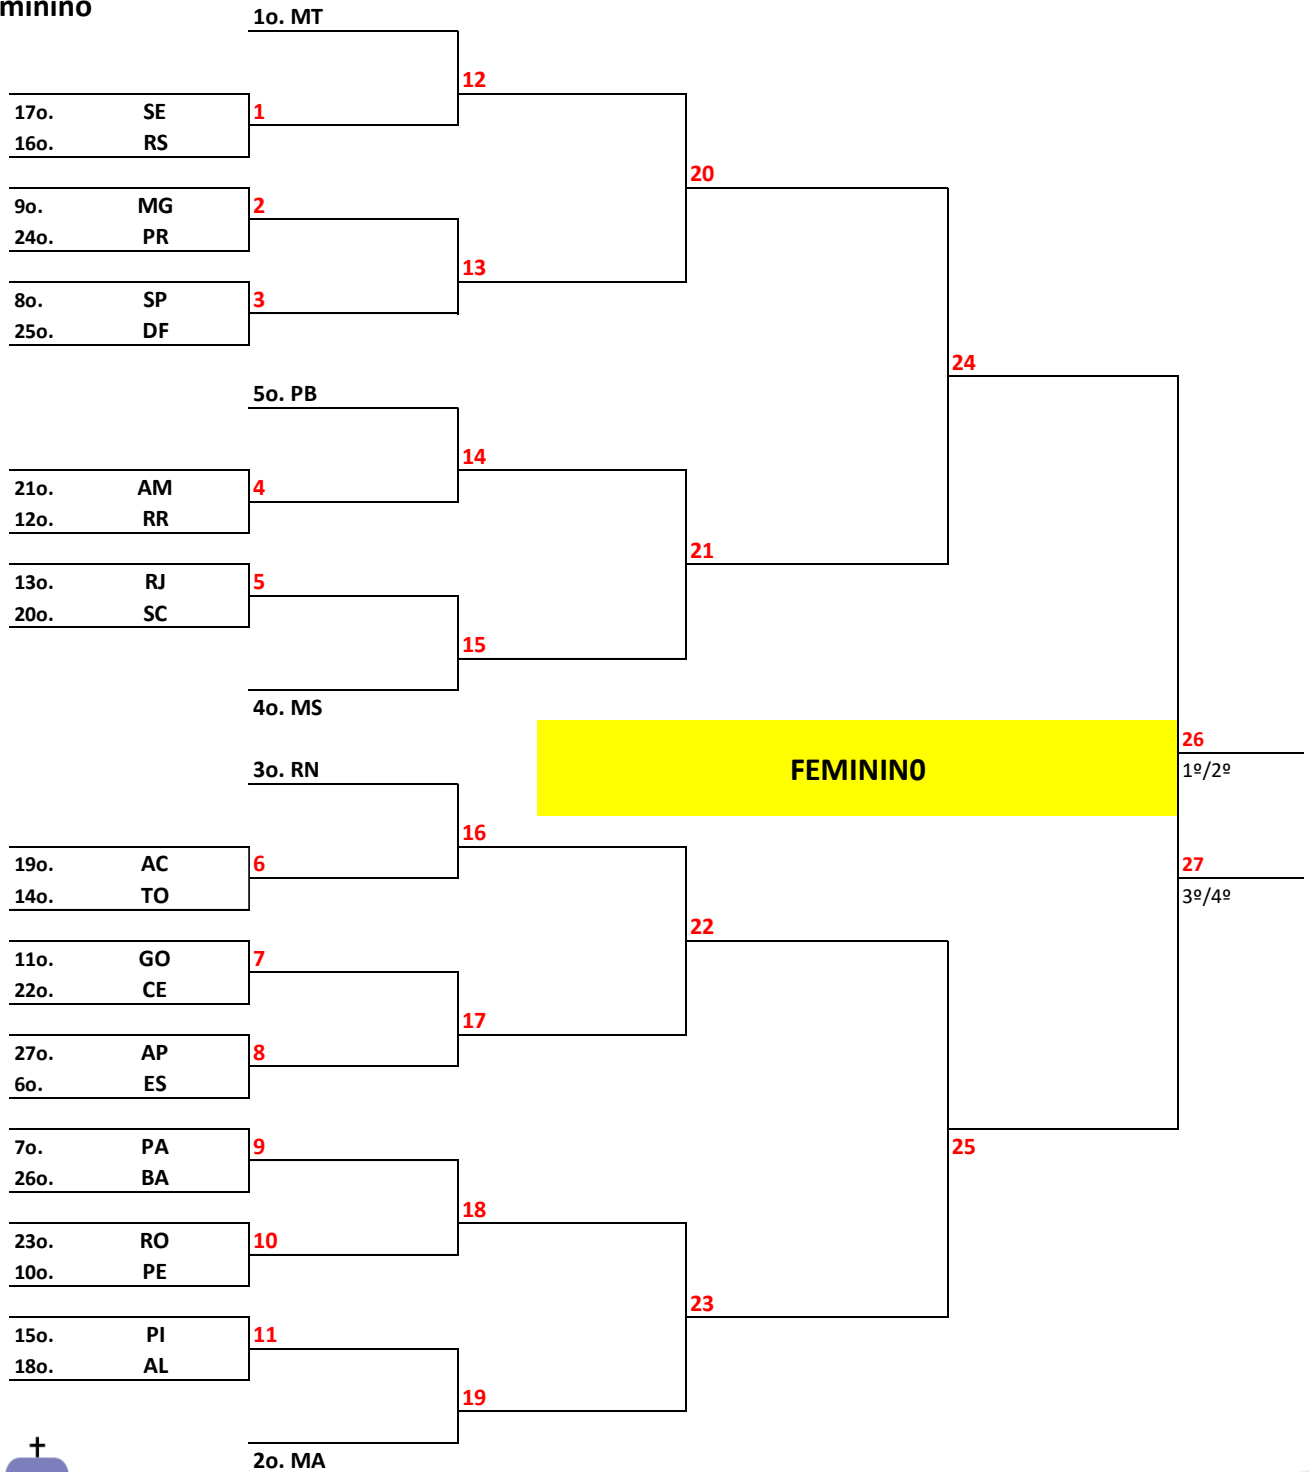 minino
1o. MT
12
17o. SE
1
16o. RS
20
9o. MG
2
24o. PR
13
8o. SP
3
25o. DF
24
5o. PB
14
21o. AM
4
12o. RR
21
13o. RJ
5
20o. SC
15
4o. MS
26
FEMININ0
1º/2º
3o. RN
16
19o. AC
6
27
14o. TO
3º/4º
22
11o. GO
7
22o. CE
17
27o. AP
8
6o. ES
7o. PA
9
25
26o. BA
18
23o. RO
10
10o. PE
23
15o. PI
11
18o. AL
19
2o. MA